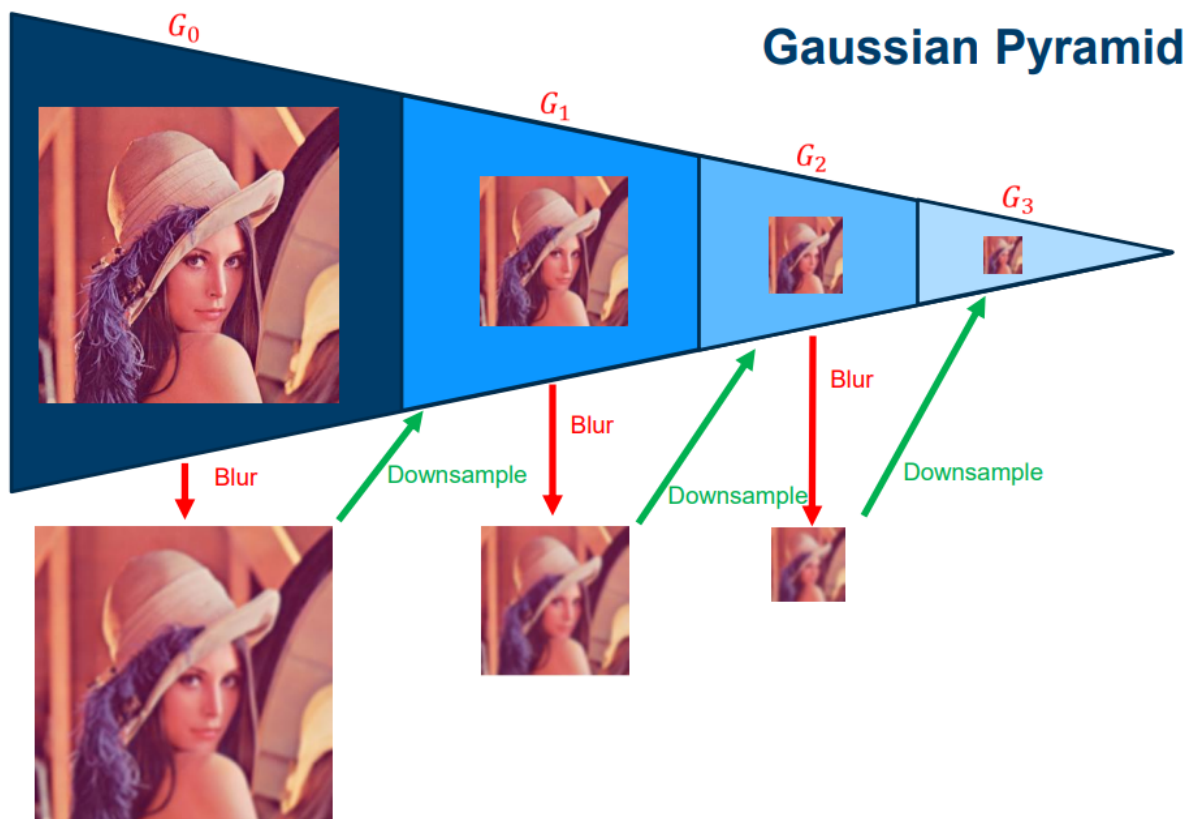 G₀
Gaussian Pyramid
G₁
G₂
G₃
Blur
Downsample
Blur
Downsample
Blur
Downsample